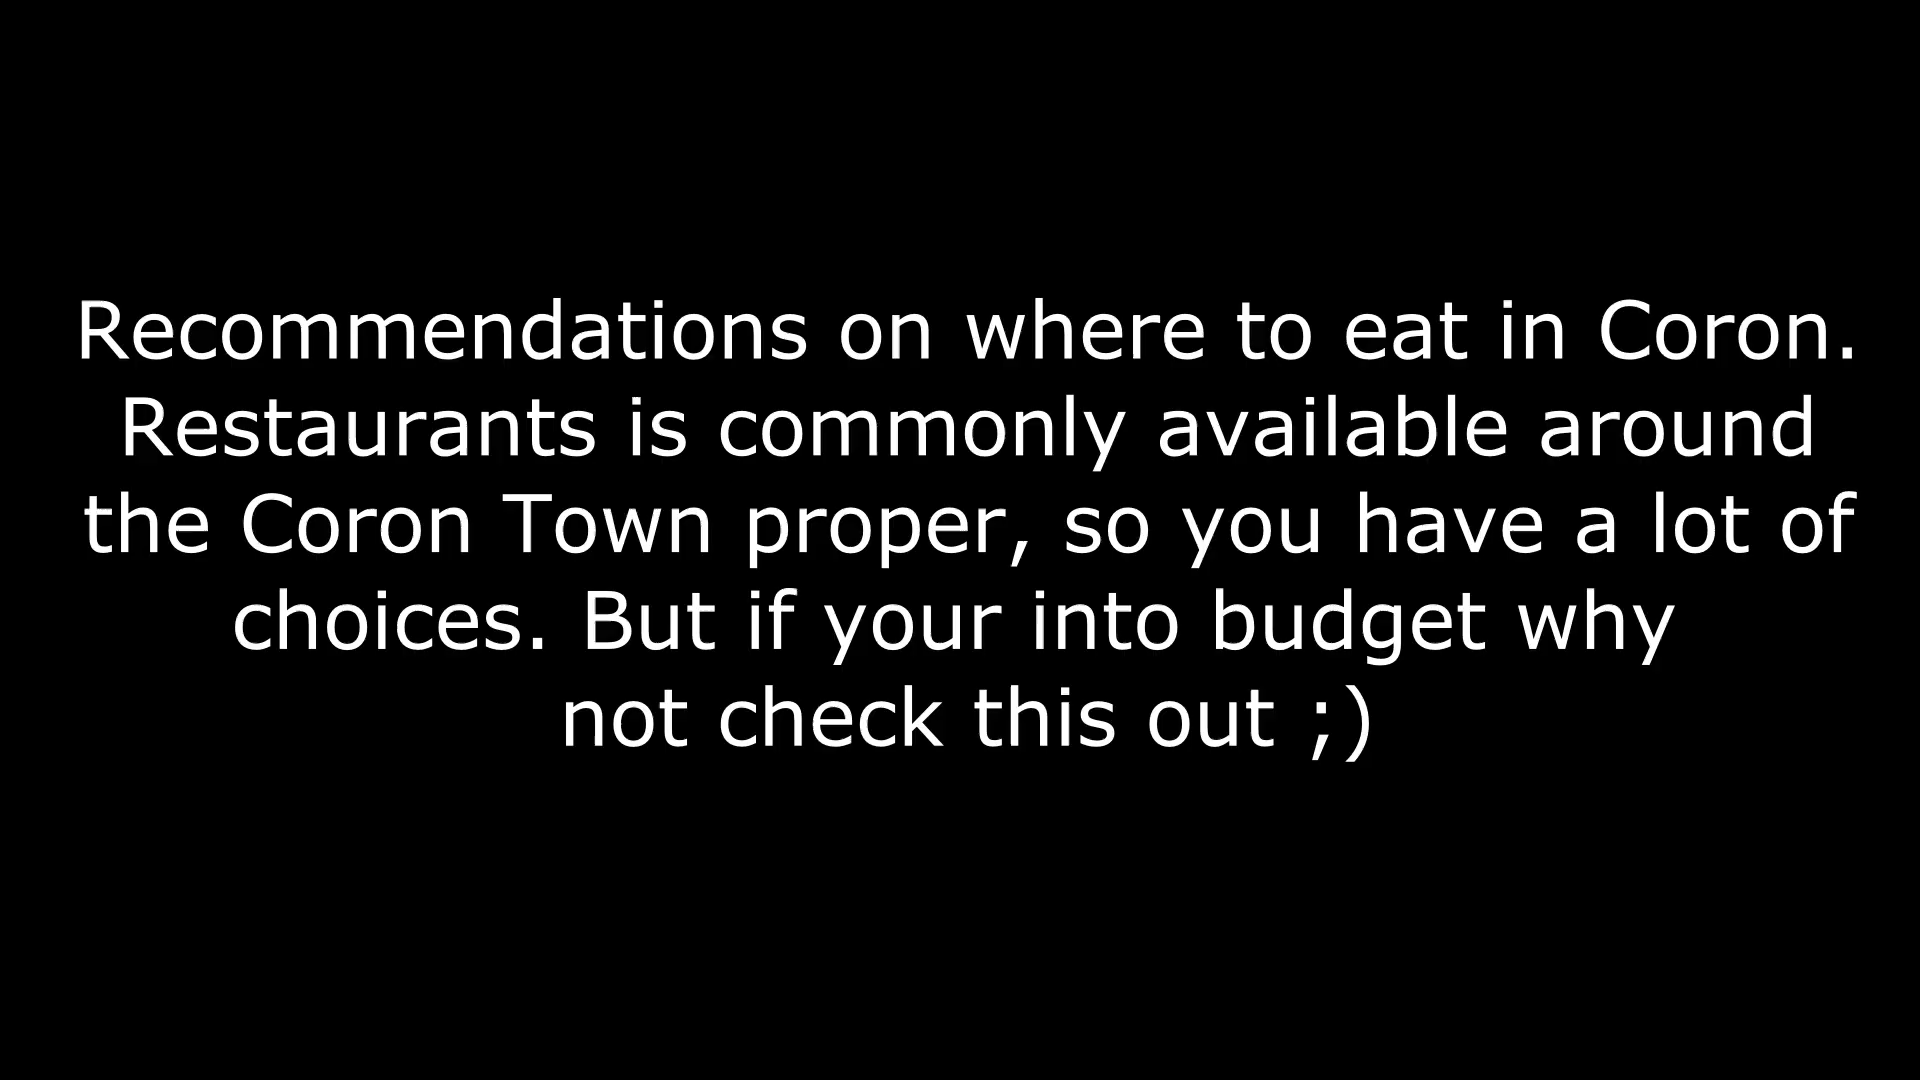 Recommendations on where to eat in Coron.
Restaurants is commonly available around
the Coron Town proper, so you have a lot of
choices. But if your into budget why
not check this out ;)